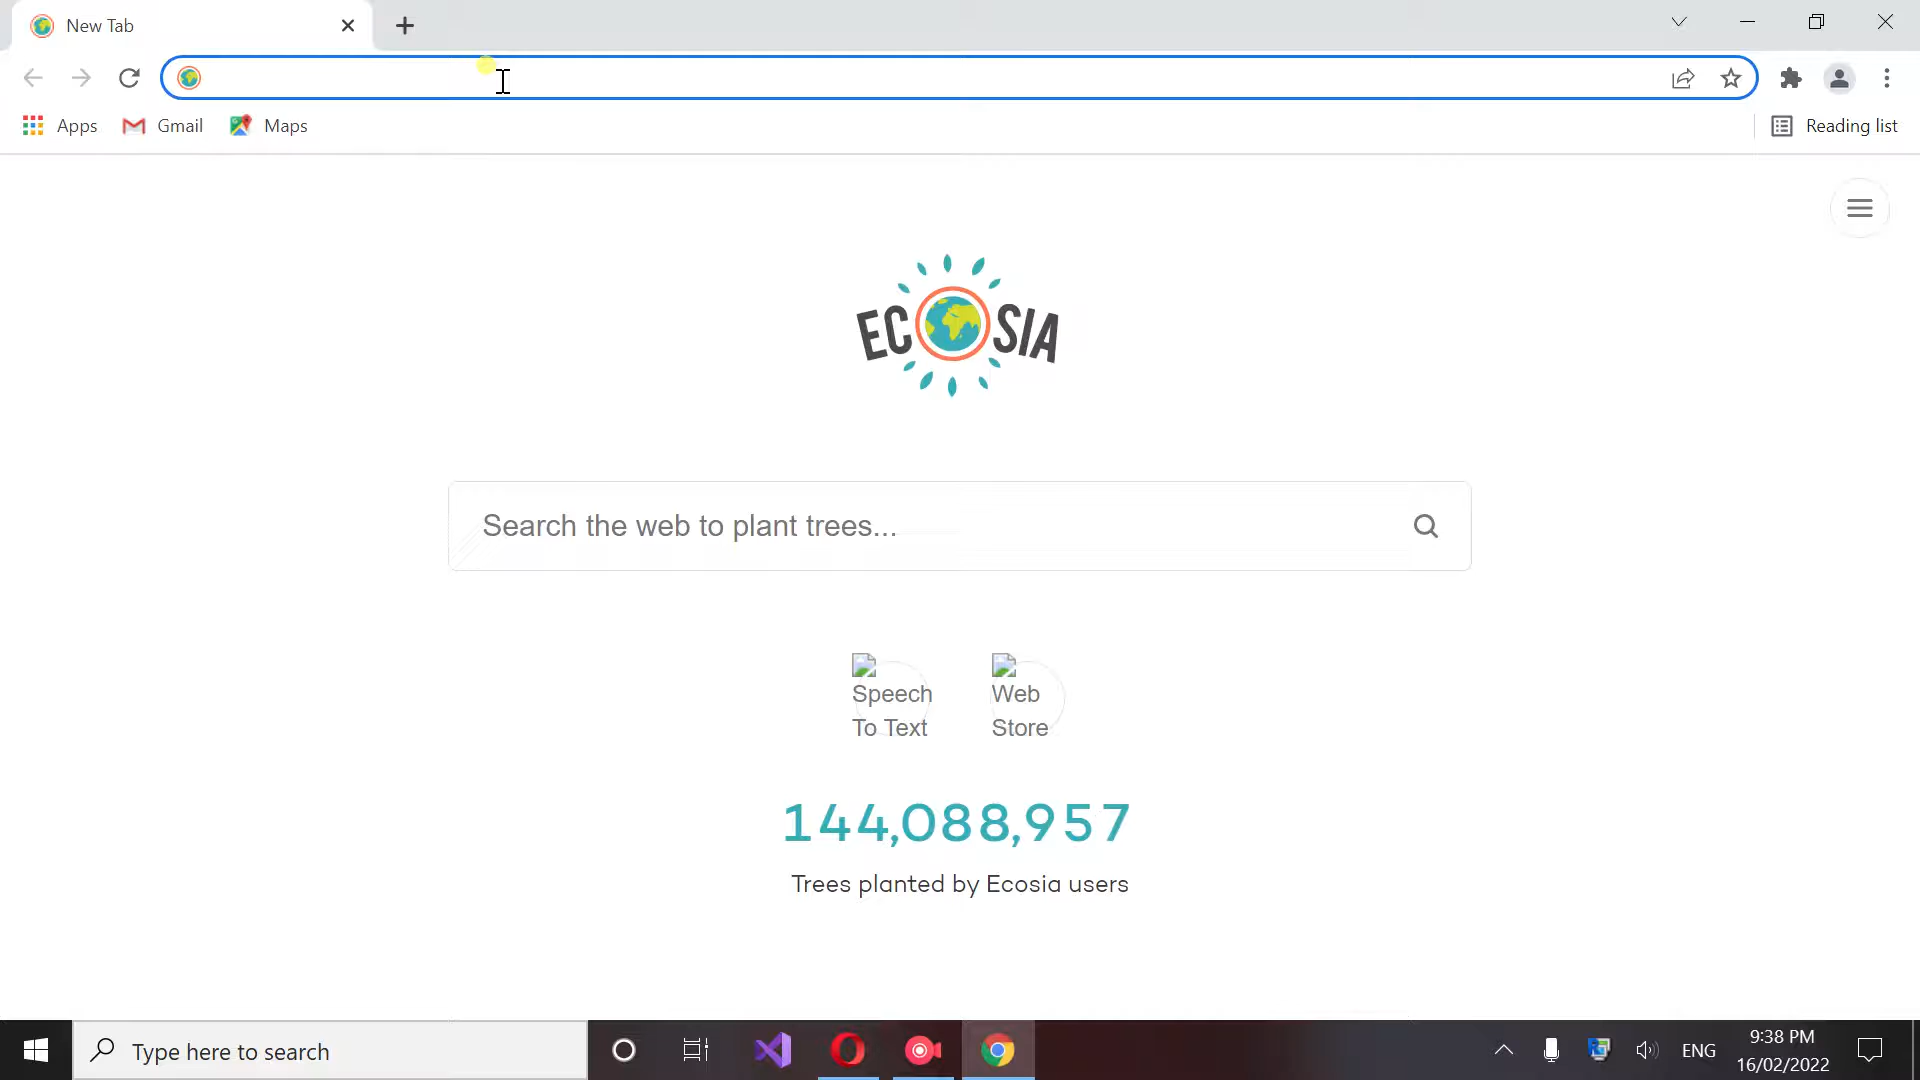 New Tab
Apps
Gmail
Maps
Reading list
ECOSIA
Search the web to plant trees...
Speech To Text
Web Store
144,088,957
Trees planted by Ecosia users
Type here to search
ENG
9:38 PM
16/02/2022